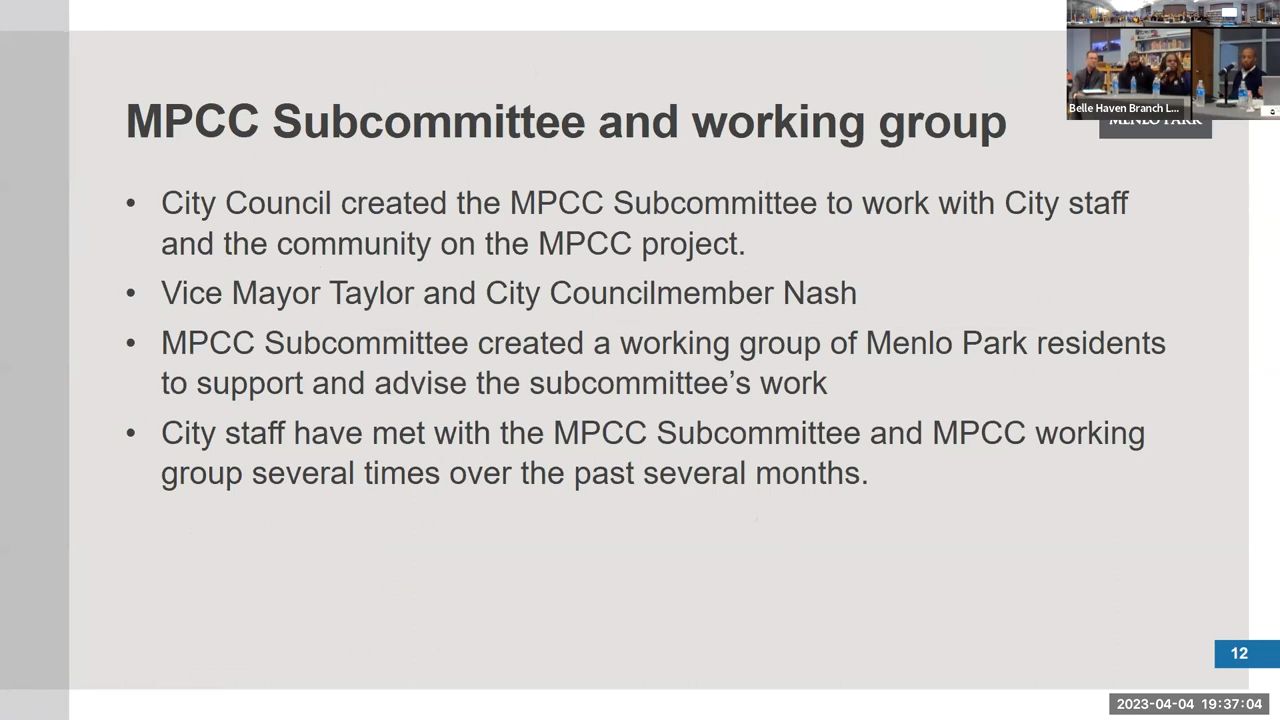 MPCC Subcommittee and working group
Belle Haven Branch L...
MENLO PARK
• City Council created the MPCC Subcommittee to work with City staff
and the community on the MPCC project.
• Vice Mayor Taylor and City Councilmember Nash
• MPCC Subcommittee created a working group of Menlo Park residents
to support and advise the subcommittee’s work
• City staff have met with the MPCC Subcommittee and MPCC working
group several times over the past several months.
12
2023-04-04 19:37:04